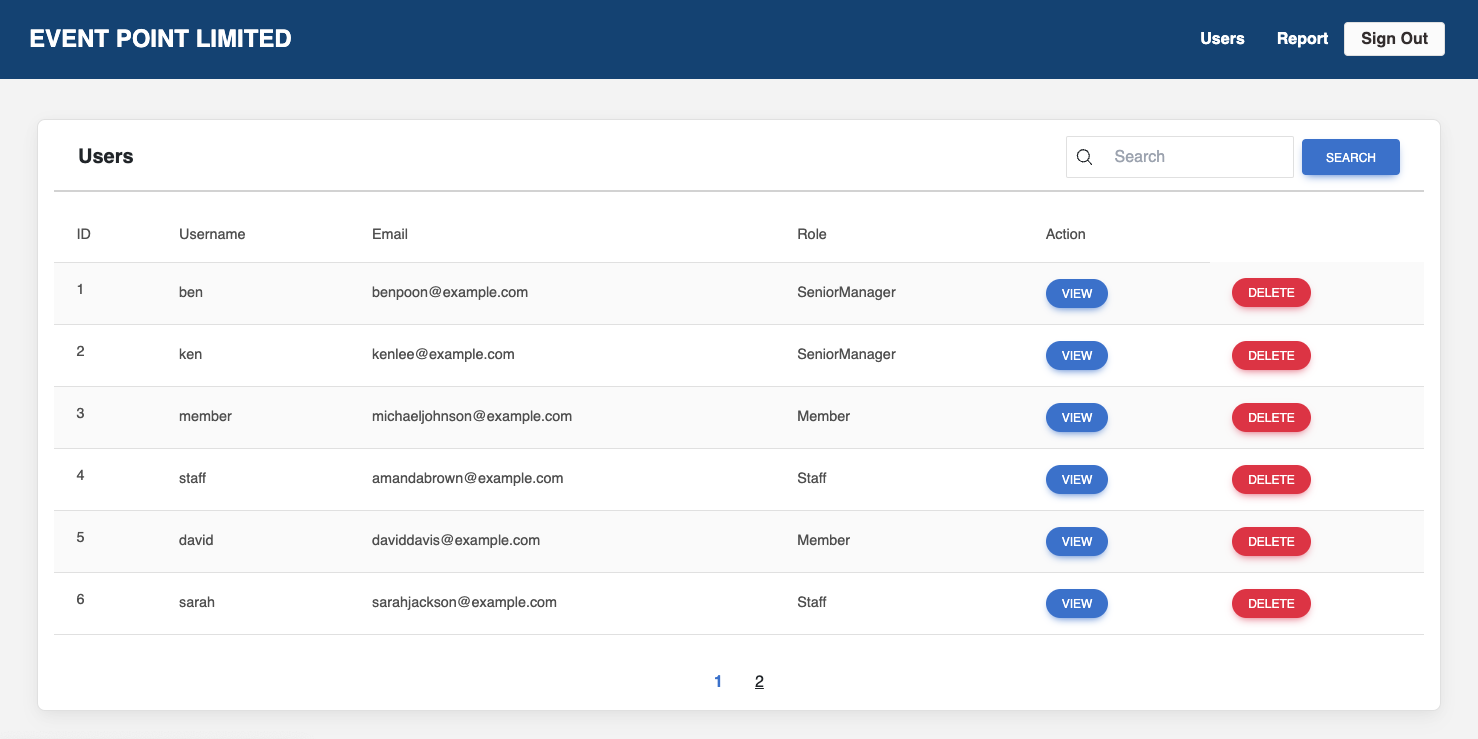 EVENT POINT LIMITED Users Report Sign Out
Users Search SEARCH
ID Username Email Role Action
1 ben benpoon@example.com SeniorManager VIEW DELETE
2 ken kenlee@example.com SeniorManager VIEW DELETE
3 member michaeljohnson@example.com Member VIEW DELETE
4 staff amandabrown@example.com Staff VIEW DELETE
5 david daviddavis@example.com Member VIEW DELETE
6 sarah sarahjackson@example.com Staff VIEW DELETE
1 2